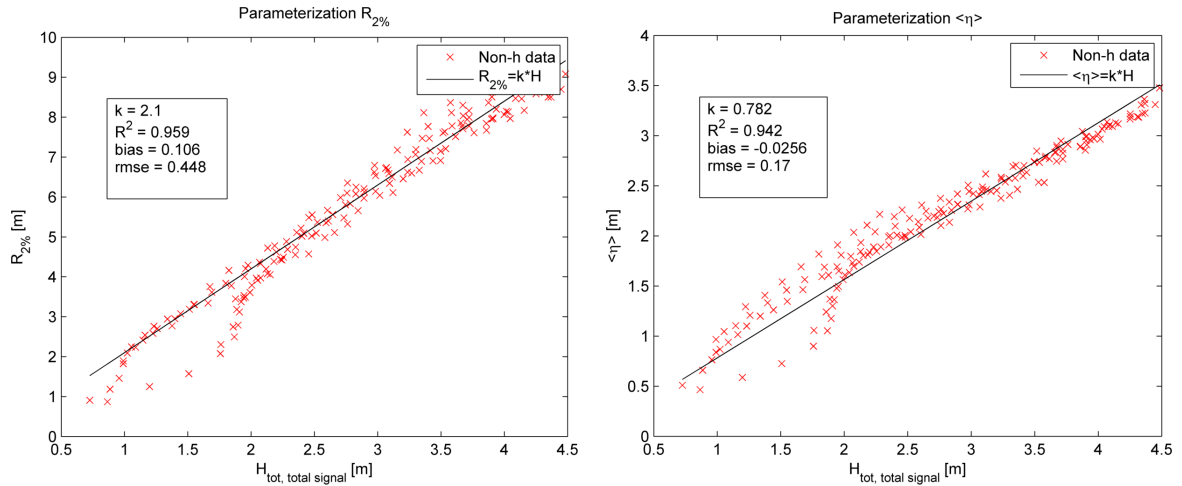 Parameterization R2%
10
9
8
7
6
5
4
3
2
1
0
R2% [m]
Non-h data
R2%=k*H
k = 2.1
R2 = 0.959
bias = 0.106
rmse = 0.448
0.5 1 1.5 2 2.5 3 3.5 4 4.5
Htot, total signal [m]
Parameterization <η>
4
3.5
3
2.5
2
1.5
1
0.5
0
<η> [m]
Non-h data
<η>=k*H
k = 0.782
R2 = 0.942
bias = -0.0256
rmse = 0.17
0.5 1 1.5 2 2.5 3 3.5 4 4.5
Htot, total signal [m]